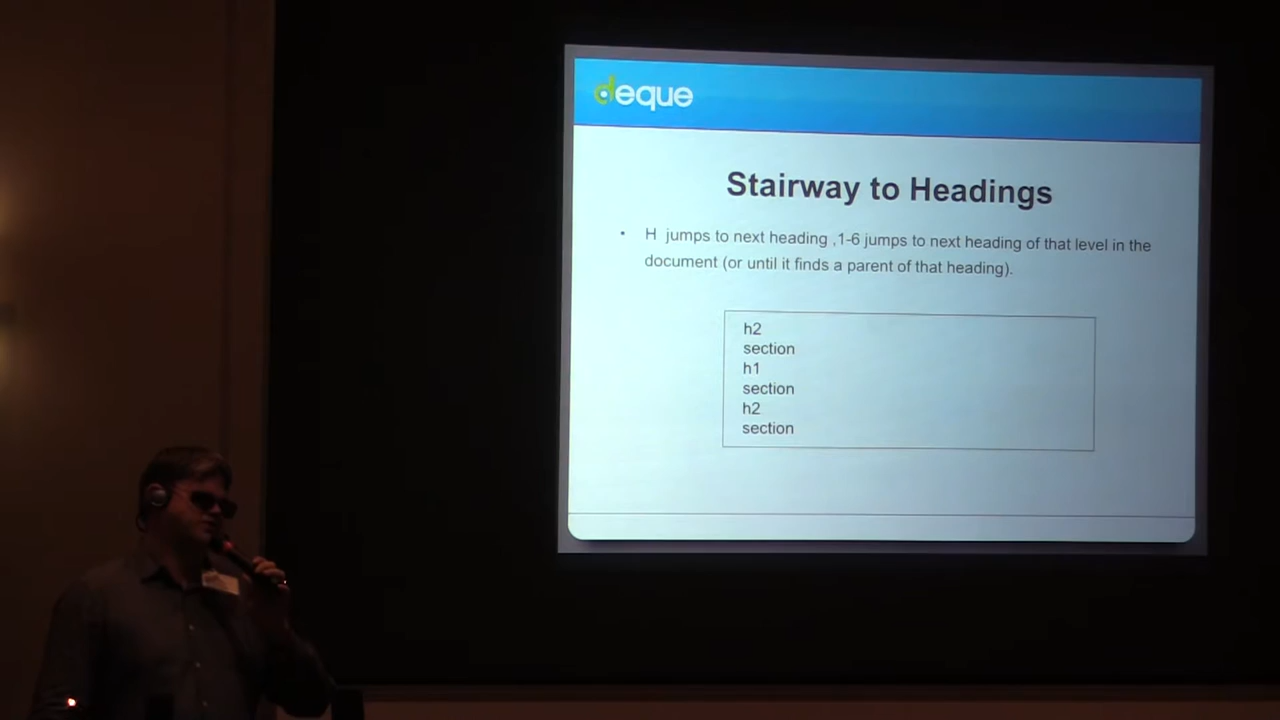 deque
Stairway to Headings
• H jumps to next heading ,1-6 jumps to next heading of that level in the
document (or until it finds a parent of that heading).
h2
section
h1
section
h2
section